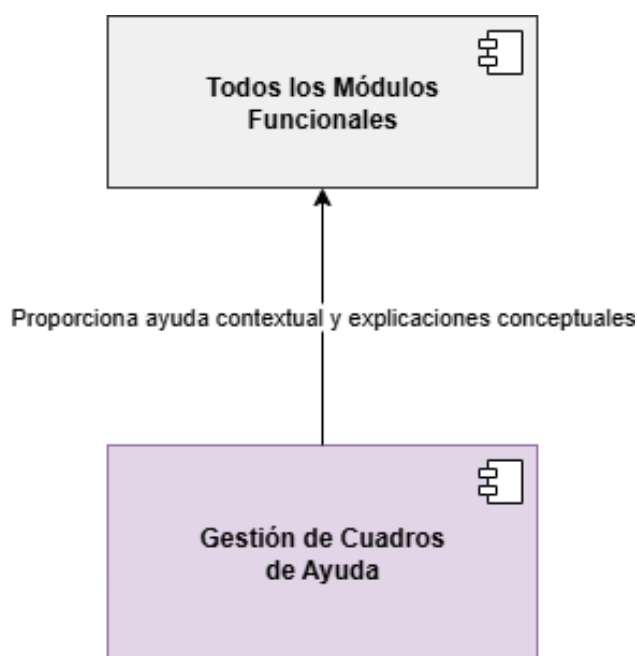 Todos los Módulos
Funcionales
Proporciona ayuda contextual y explicaciones conceptuales
Gestión de Cuadros
de Ayuda